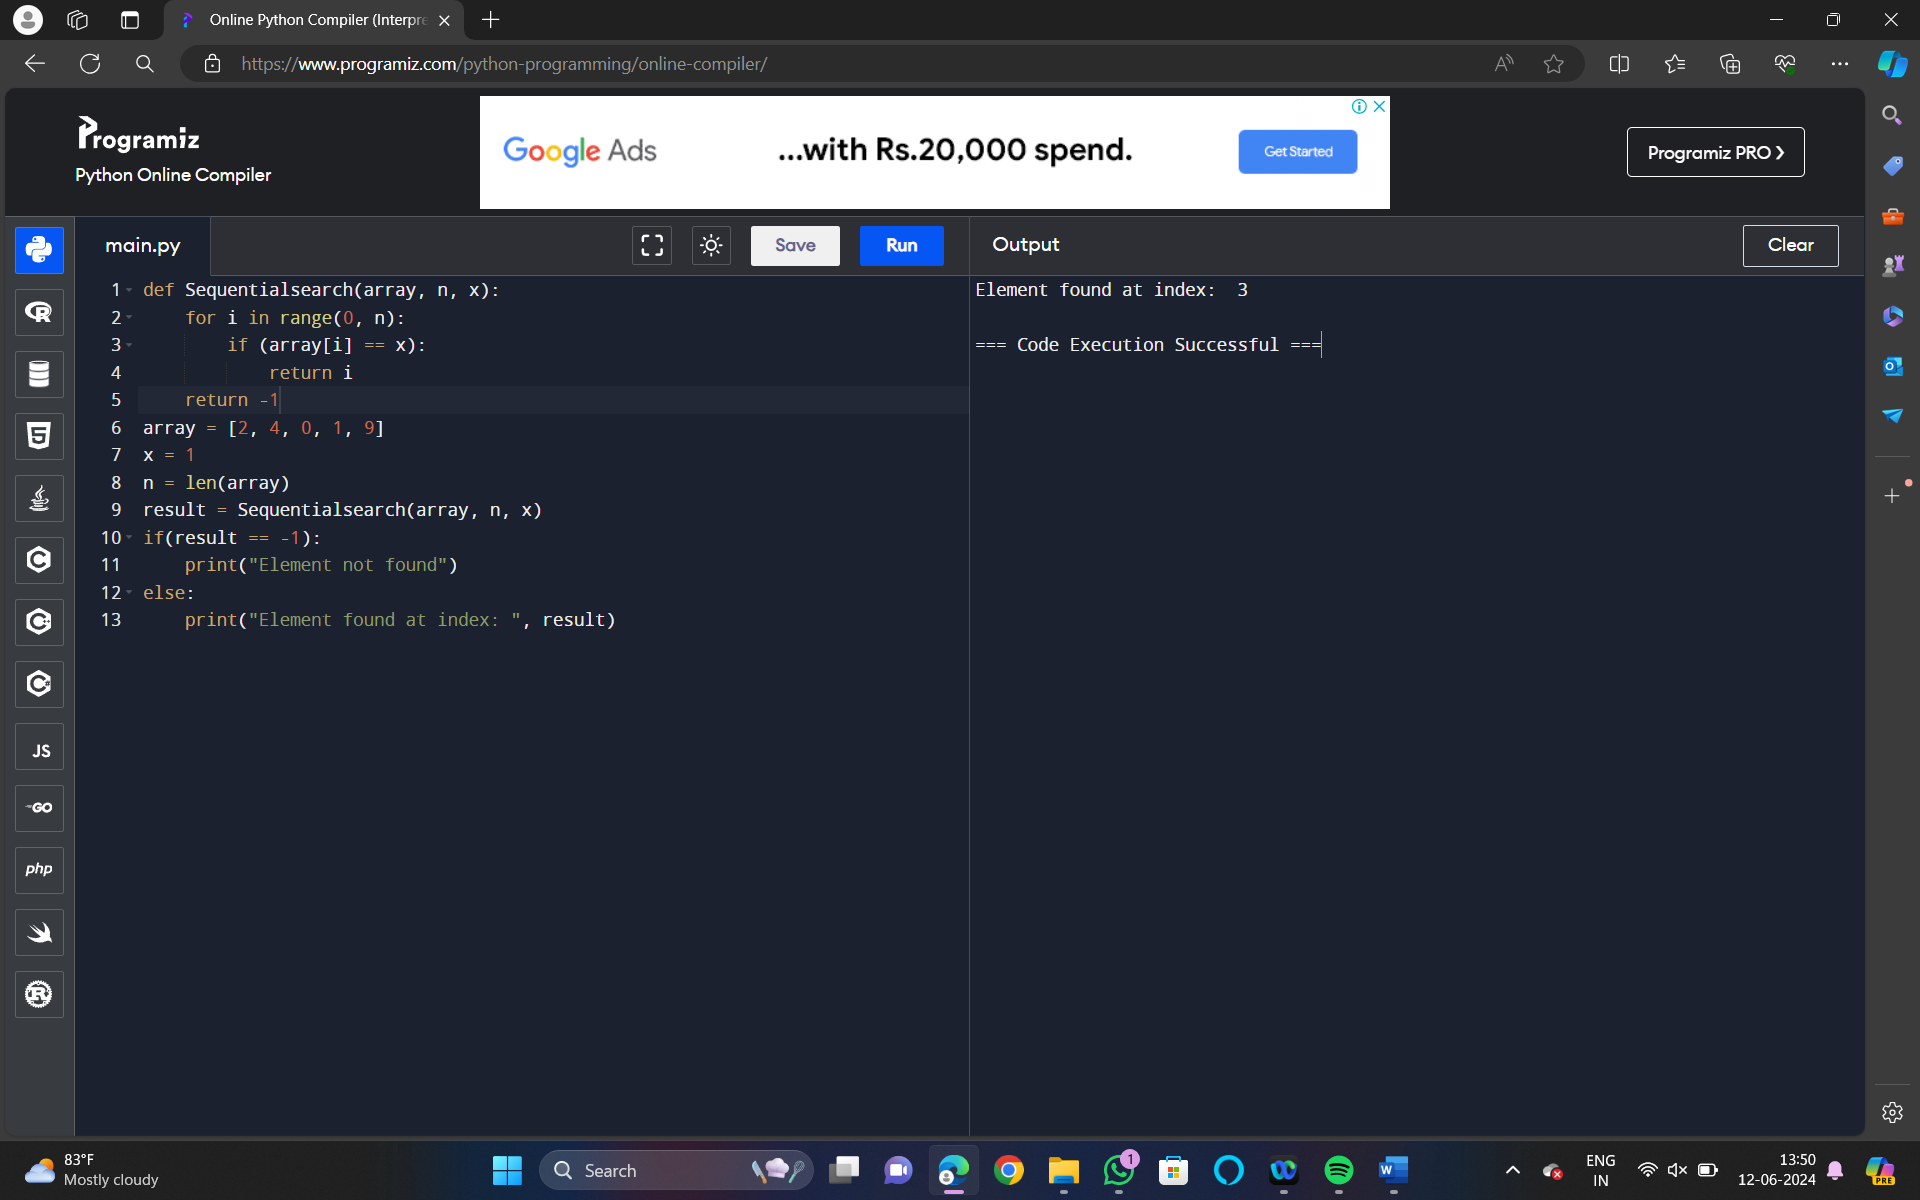 Online Python Compiler (Interpre
https://www.programiz.com/python-programming/online-compiler/
Programiz
Python Online Compiler
Google Ads
...with Rs.20,000 spend.
Get Started
Programiz PRO ❯
main.py
Save
Run
Output
Clear
1 def Sequentialsearch(array, n, x):
2     for i in range(0, n):
3         if (array[i] == x):
4             return i
5     return -1
6 array = [2, 4, 0, 1, 9]
7 x = 1
8 n = len(array)
9 result = Sequentialsearch(array, n, x)
10 if(result == -1):
11     print("Element not found")
12 else:
13     print("Element found at index: ", result)
Element found at index:  3
=== Code Execution Successful ===
R
5
C
C
C
JS
GO
php
R
83°F
Mostly cloudy
Search
1
W
ENG
IN
13:50
12-06-2024
PRE